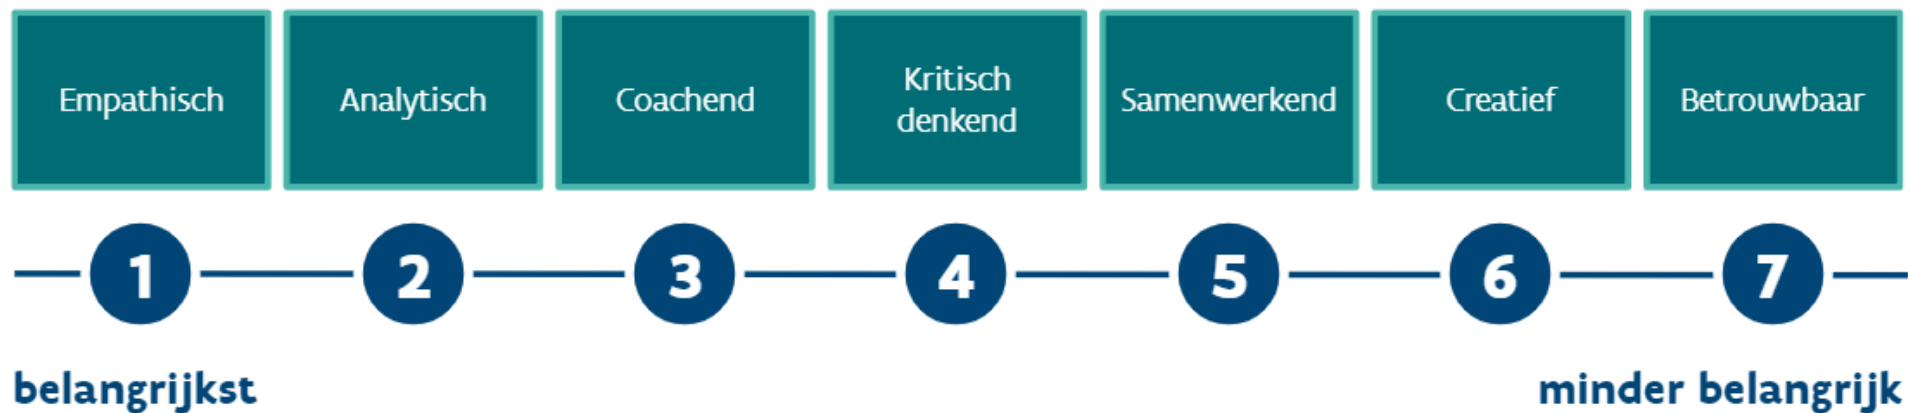 Empathisch
Analytisch
Coachend
Kritisch
denkend
Samenwerkend
Creatief
Betrouwbaar
1
2
3
4
5
6
7
belangrijkst
minder belangrijk